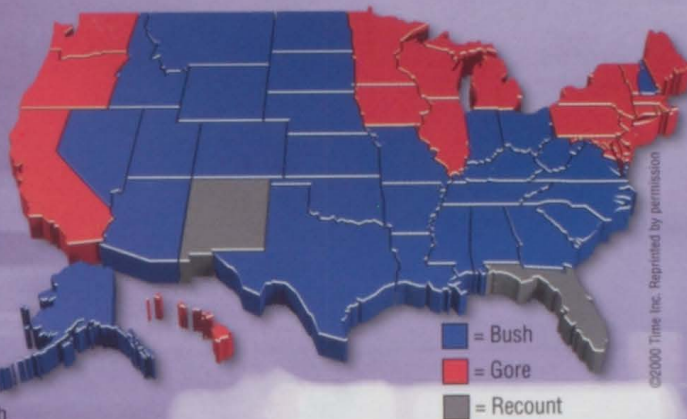 = Bush
= Gore
= Recount
©2000 Time Inc. Reprinted by permission